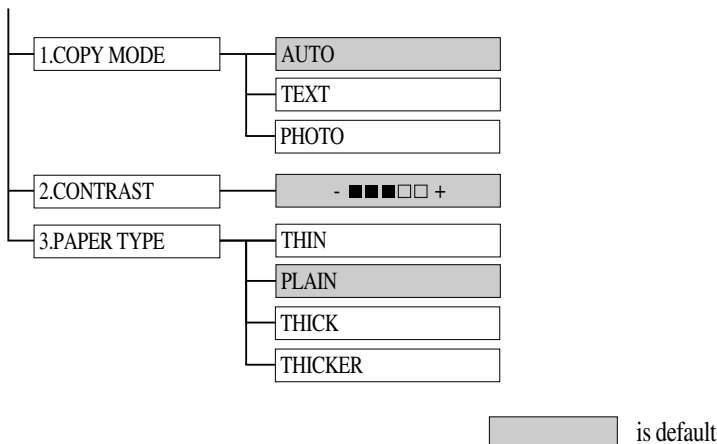 1.COPY MODE
AUTO
TEXT
PHOTO
2.CONTRAST
- ■■■□□ +
3.PAPER TYPE
THIN
PLAIN
THICK
THICKER
is default